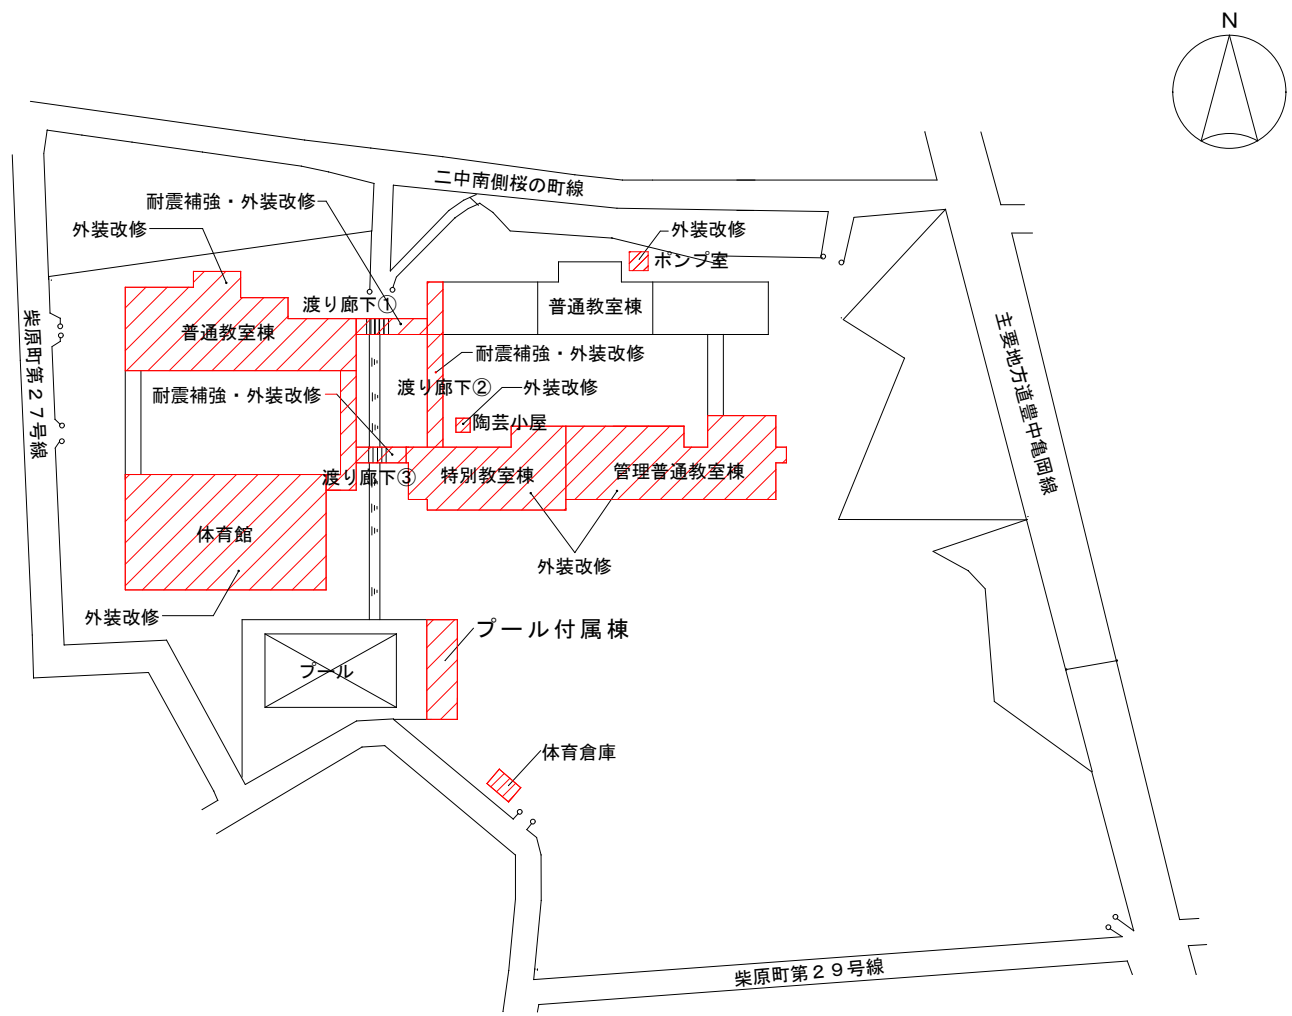 N
二中南側桜の町線
耐震補強・外装改修
外装改修
外装改修
ポンプ室
渡り廊下①
普通教室棟
普通教室棟
柴原町第２７号線
主要地方道豊中亀岡線
耐震補強・外装改修
渡り廊下②
外装改修
耐震補強・外装改修
陶芸小屋
渡り廊下③
特別教室棟
管理普通教室棟
体育館
外装改修
外装改修
プール付属棟
プール
体育倉庫
柴原町第２９号線